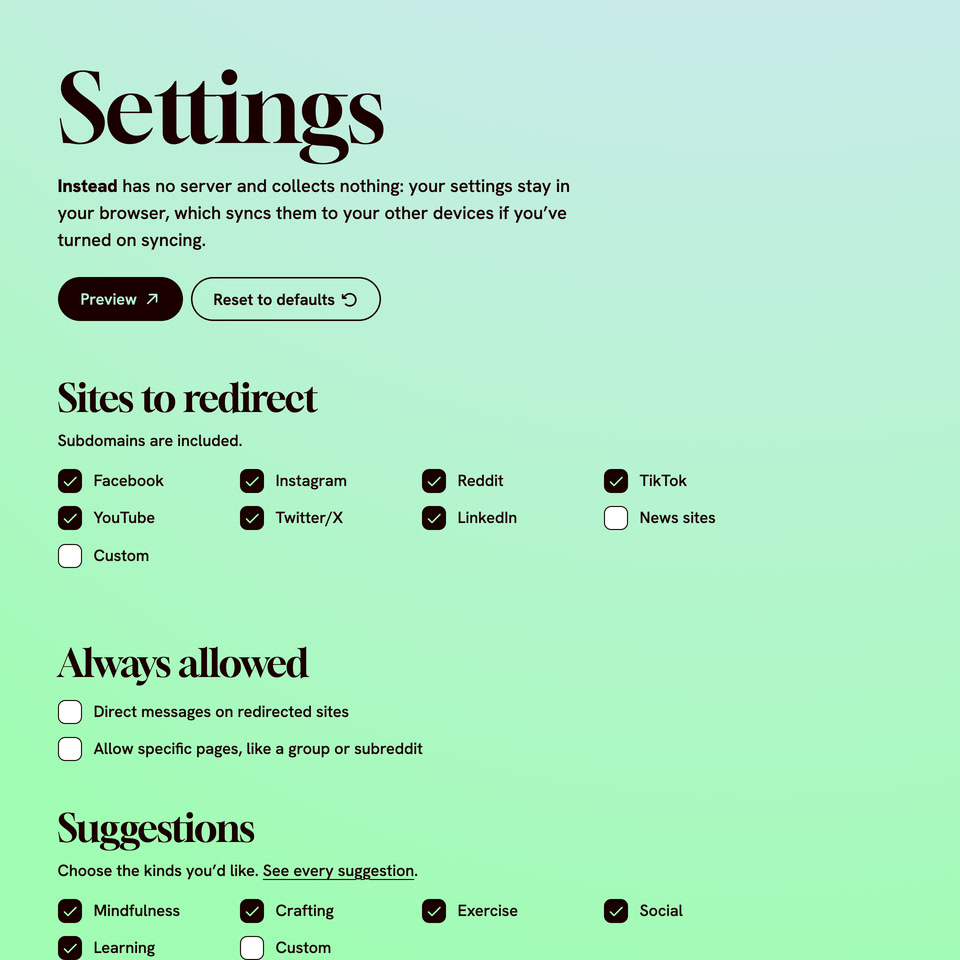 Settings
Instead has no server and collects nothing: your settings stay in
your browser, which syncs them to your other devices if you’ve
turned on syncing.
Preview
Reset to defaults
Sites to redirect
Subdomains are included.
Facebook
Instagram
Reddit
TikTok
YouTube
Twitter/X
LinkedIn
News sites
Custom
Always allowed
Direct messages on redirected sites
Allow specific pages, like a group or subreddit
Suggestions
Choose the kinds you’d like. See every suggestion.
Mindfulness
Crafting
Exercise
Social
Learning
Custom